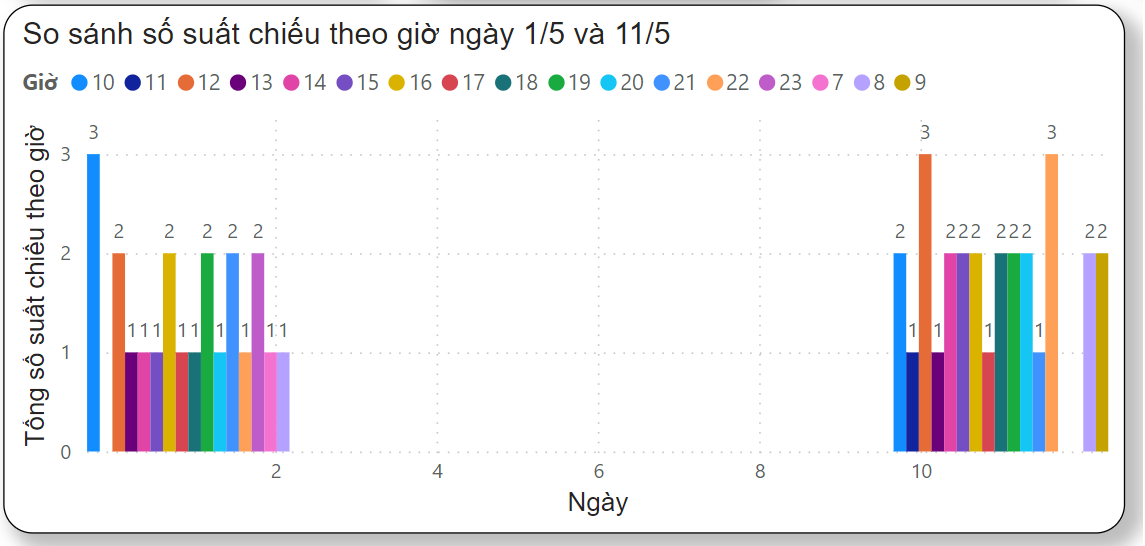 So sánh số suất chiếu theo giờ ngày 1/5 và 11/5
Giờ 10 11 12 13 14 15 16 17 18 19 20 21 22 23 7 8 9
Tổng số suất chiếu theo giờ
3
2
1
0
3 2 1 1 1 2 1 1 2 1 2 1 2 1 1
2 1 3 1 2 2 2 1 2 2 2 1 3 2 2
2 4 6 8 10
Ngày